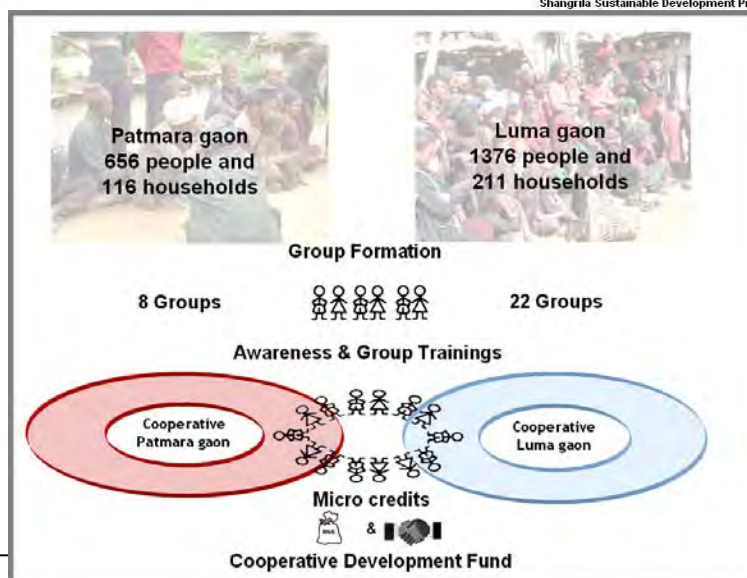 Shangrila Sustainable Development Pr
Patmara gaon
656 people and
116 households
Luma gaon
1376 people and
211 households
Group Formation
8 Groups
22 Groups
Awareness & Group Trainings
Cooperative
Patmara gaon
Cooperative
Luma gaon
Micro credits
&
Cooperative Development Fund